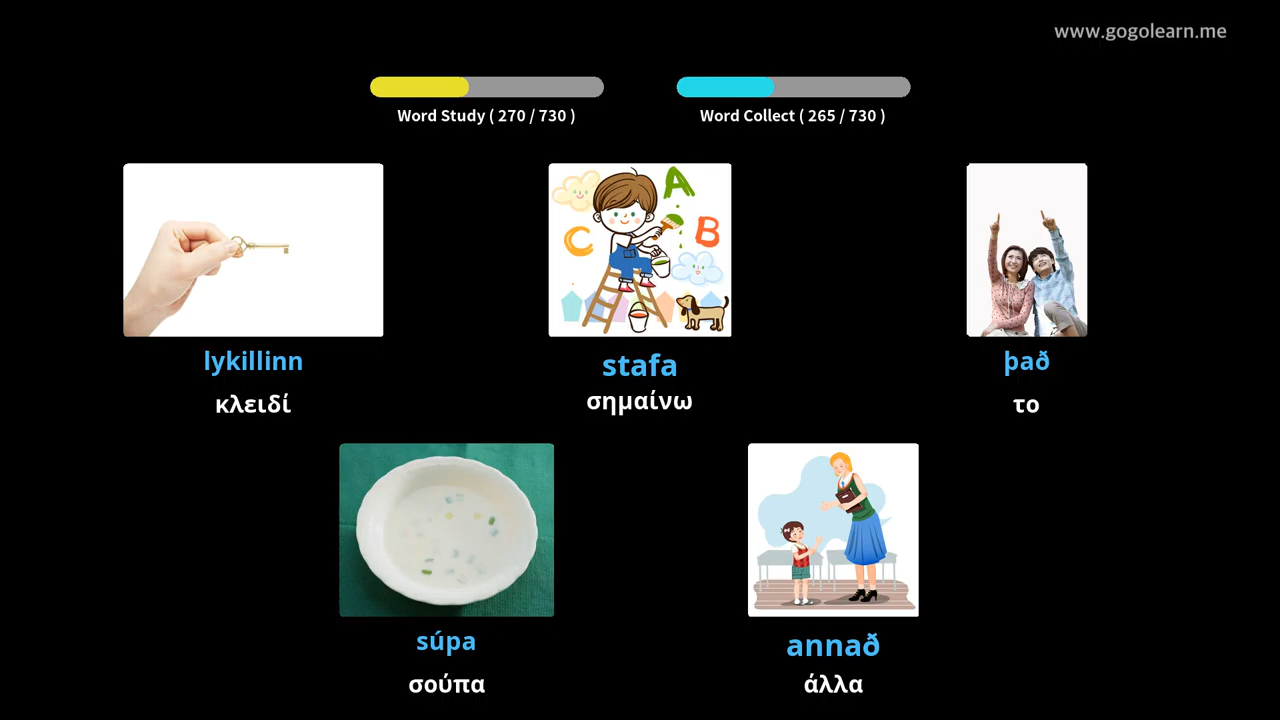 www.gogolearn.me
Word Study ( 270 / 730 )
Word Collect ( 265 / 730 )
A
B
C
lykillinn
κλειδί
stafa
σημαίνω
það
το
súpa
σούπα
annað
άλλα